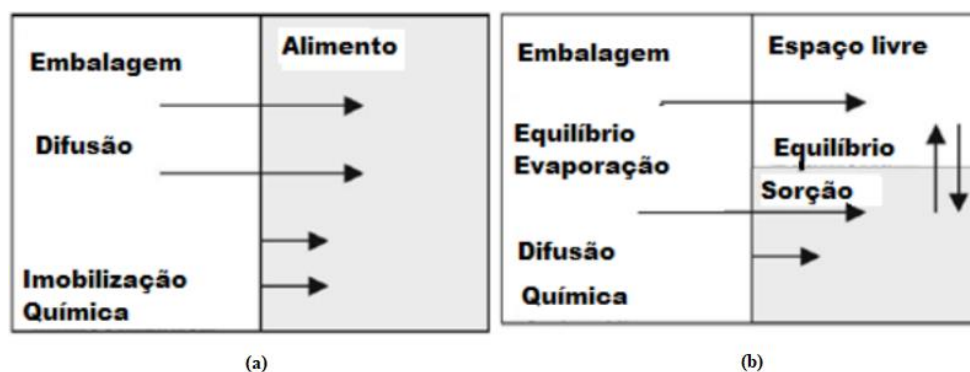 Embalagem
Alimento
Difusão
Imobilização
Química
(a)
Embalagem
Espaço livre
Equilíbrio
Evaporação
Equilíbrio
Sorção
Difusão
Química
(b)